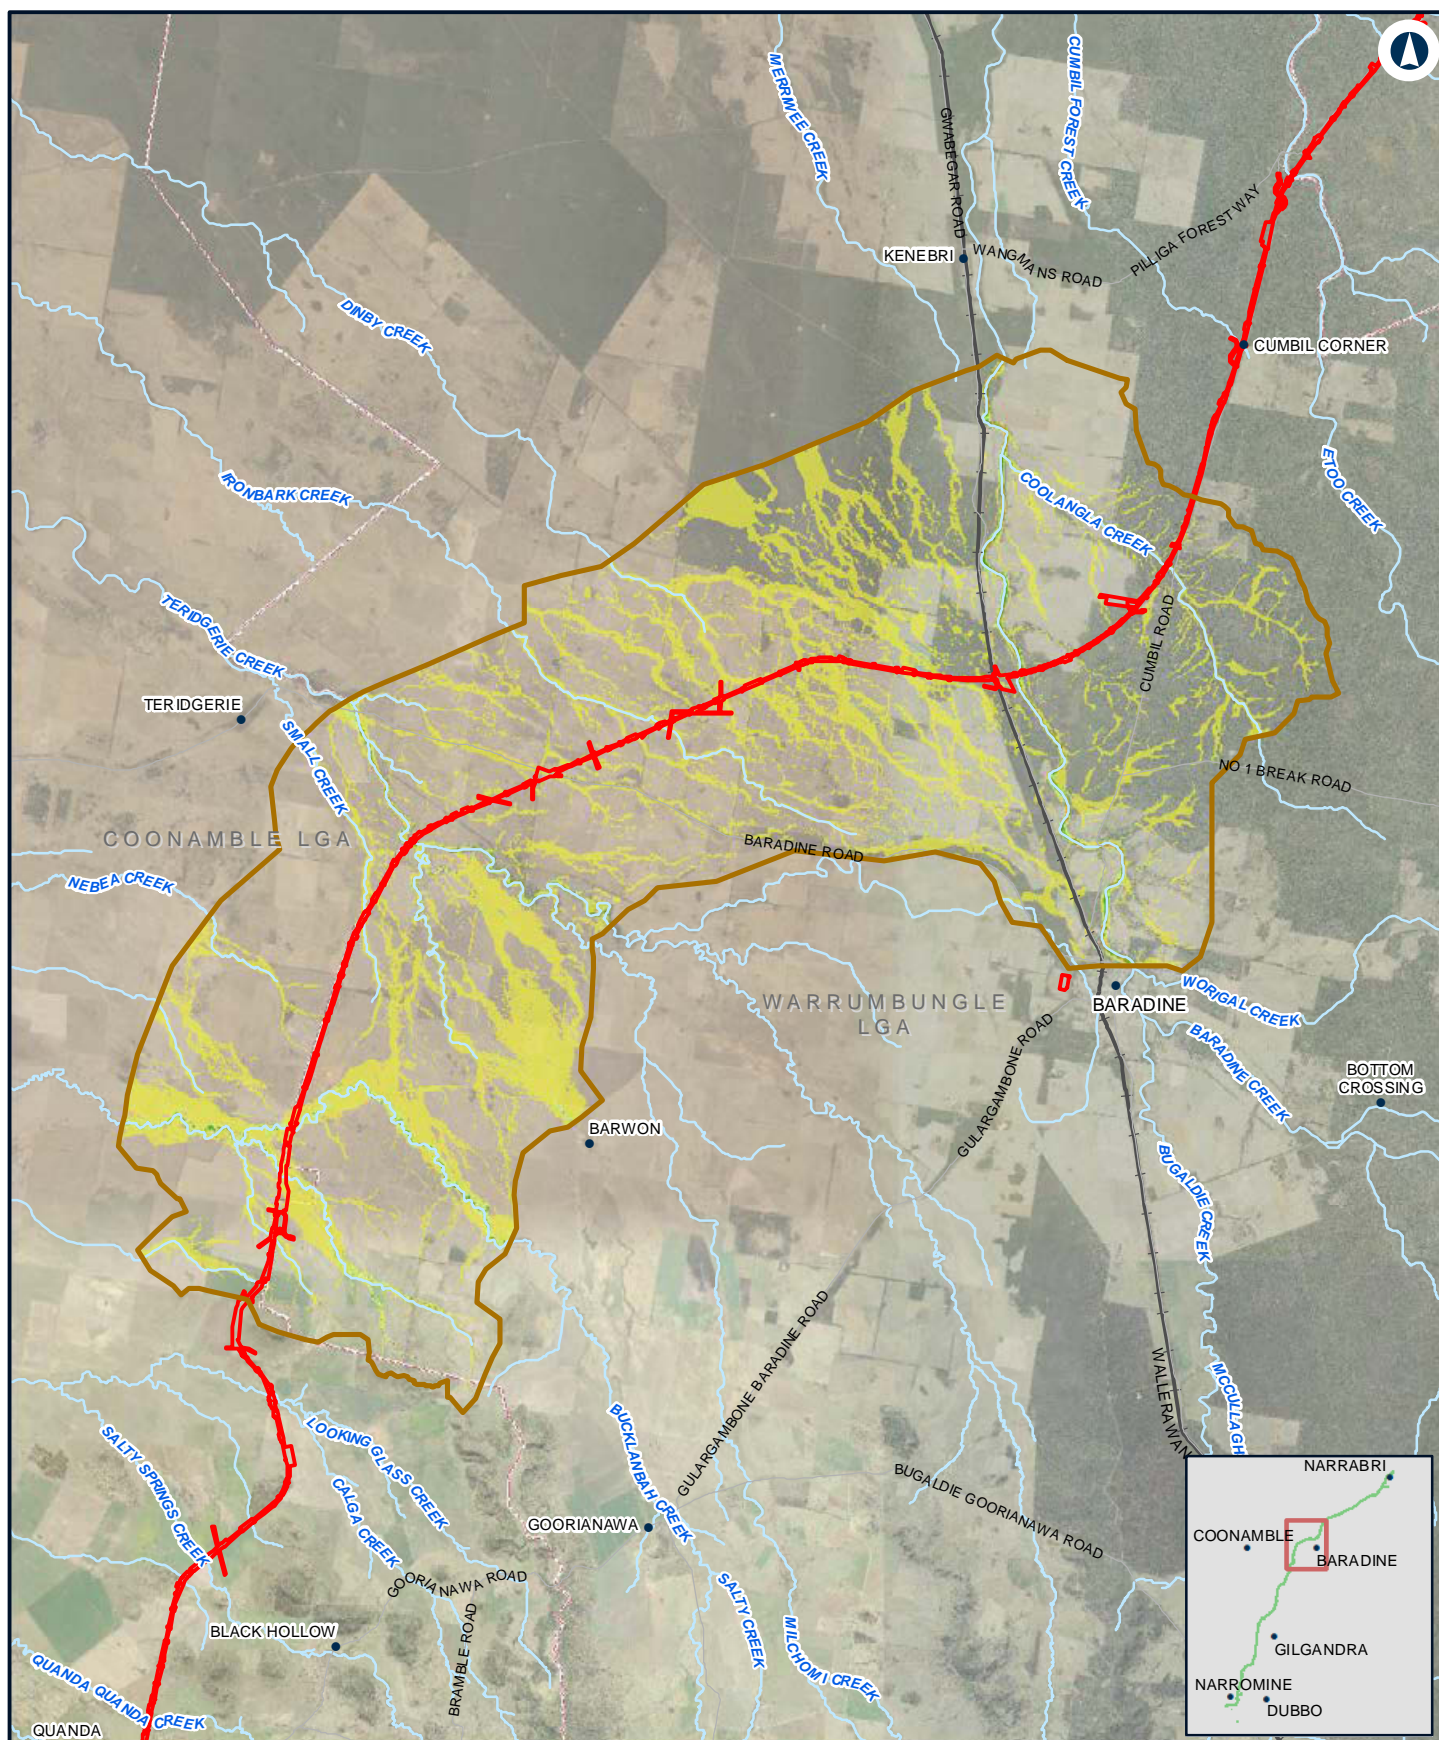 MERRIWEE CREEK
CUMBIL FOREST CREEK
GWABEGAR ROAD
PILLIGA FOREST WAY
KENEBRI
WANGMANS ROAD
DINBY CREEK
CUMBIL CORNER
IRONBARK CREEK
COOLANGLA CREEK
ETOO CREEK
TERIDGERIE CREEK
CUMBIL ROAD
TERIDGERIE
SMALL CREEK
NO 1 BREAK ROAD
COONAMBLE LGA
BARADINE ROAD
NEBEA CREEK
WARRUMBUNGLE
LGA
WORIGAL CREEK
BARADINE
BARADINE CREEK
GULARGAMBONE ROAD
BOTTOM
CROSSING
BARWON
BUGALDIE CREEK
GULARGAMBONE BARADINE ROAD
WALLERAWAN
MCCULLAGH
LOOKING GLASS CREEK
SALTY SPRINGS CREEK
CALGA CREEK
BUCKLANBAH CREEK
BUGALDIE GOORIANAWA ROAD
GOORIANAWA
GOORIANAWA ROAD
BRAMBLE ROAD
SALTY CREEK
MILCHOMI CREEK
BLACK HOLLOW
QUANDA QUANDA CREEK
QUANDA
NARRABRI
COONAMBLE
BARADINE
GILGANDRA
NARROMINE
DUBBO